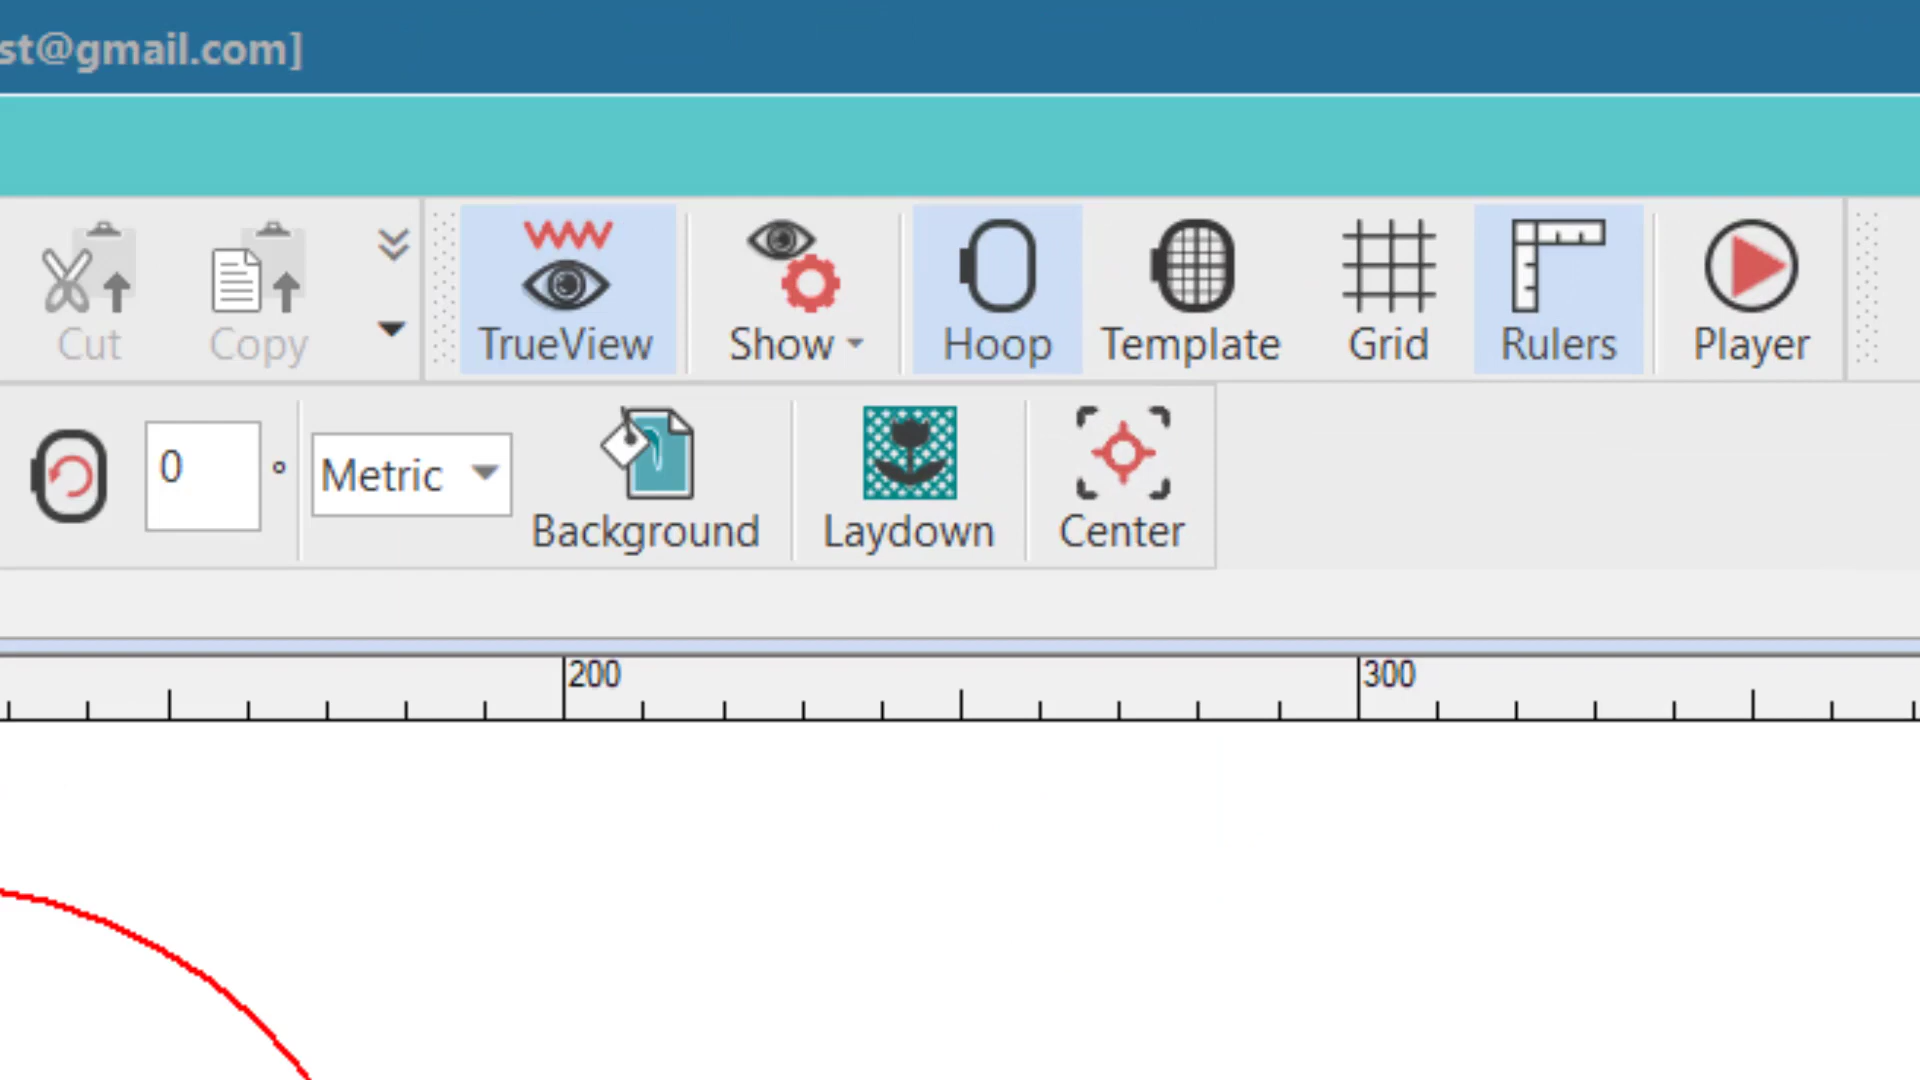 st@gmail.com]
Cut Copy TrueView Show Hoop Template Grid Rulers Player
0 ° Metric Background Laydown Center
200 300